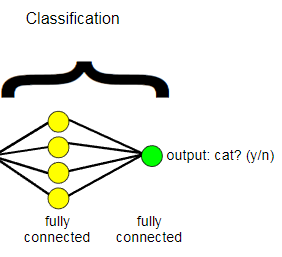 Classification
output: cat? (y/n)
fully
connected
fully
connected